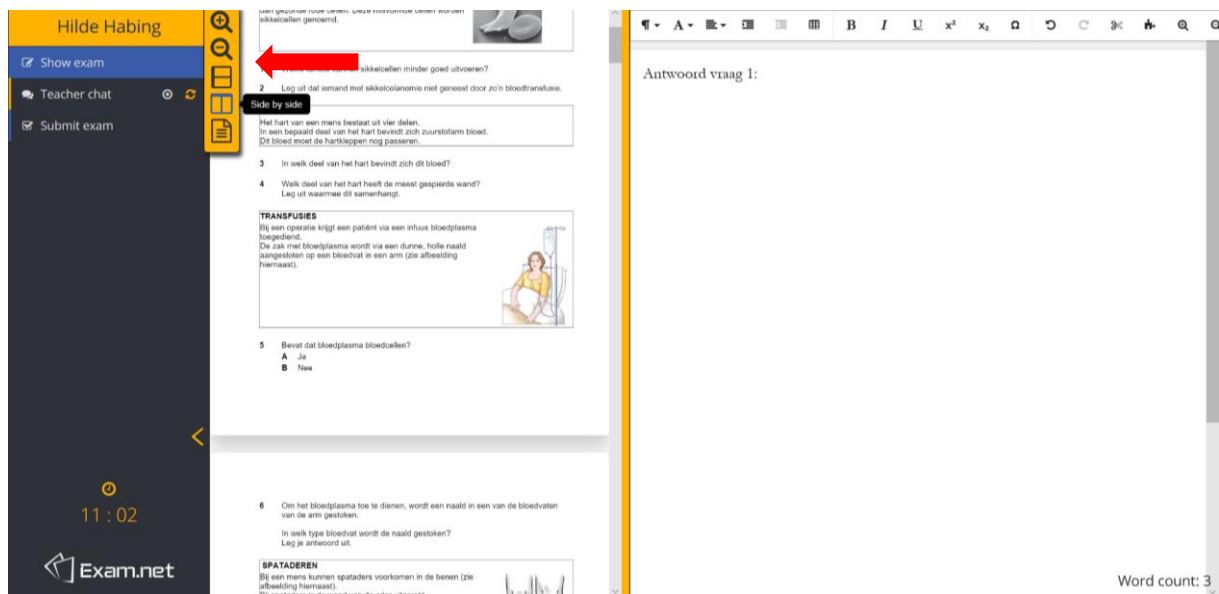 Hilde Habing
Show exam
Teacher chat
Submit exam
11 : 02
Exam.net
Side by side
sikkelcellen genoemd.
minder goed uitvoeren?
2 Leg uit dat iemand met sikkelcelanemie niet geneest door zo'n bloedtransfusie.
Het hart van een mens bestaat uit vier delen.
In een bepaald deel van het hart bevindt zich zuurstofarm bloed.
Dit bloed moet de hartkleppen nog passeren.
3 In welk deel van het hart bevindt zich dit bloed?
4 Welk deel van het hart heeft de meest gespierde wand?
Leg uit waarmee dit samenhangt.
TRANSFUSIES
Bij een operatie krijgt een patiënt via een infuus bloedplasma
toegediend.
De zak met bloedplasma wordt via een dunne, holle naald
aangesloten op een bloedvat in een arm (zie afbeelding
hiernaast).
5 Bevat dat bloedplasma bloedcellen?
A Ja
B Nee
6 Om het bloedplasma toe te dienen, wordt een naald in een van de bloedvaten
van de arm gestoken.
In welk type bloedvat wordt de naald gestoken?
Leg je antwoord uit.
SPATADEREN
Bij een mens kunnen spataders voorkomen in de benen (zie
afbeelding hiernaast).
¶ A B I U x² x₂ Ω
Antwoord vraag 1:
Word count: 3